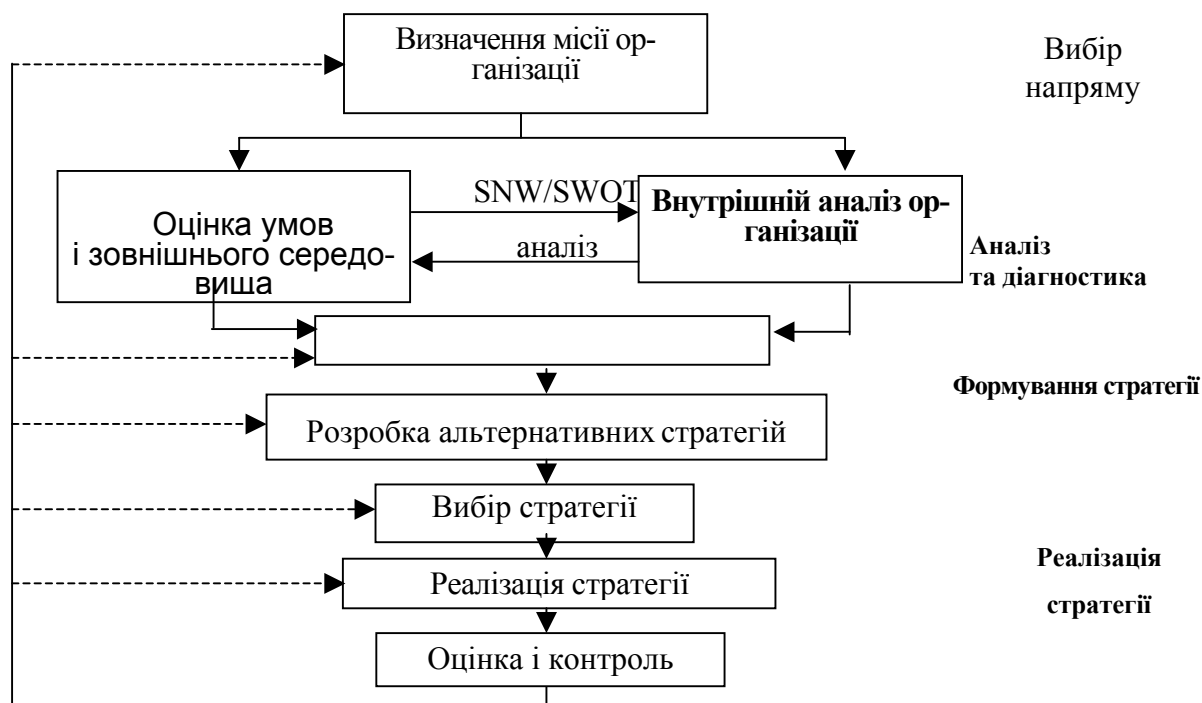 Визначення місії ор-
ганізації
Вибір
напряму
SNW/SWOT
аналіз
Оцінка умов
і зовнішнього середо-
вища
Внутрішній аналіз ор-
ганізації
Аналіз
та діагностика
Формування стратегії
Розробка альтернативних стратегій
Вибір стратегії
Реалізація стратегії
Реалізація
стратегії
Оцінка і контроль